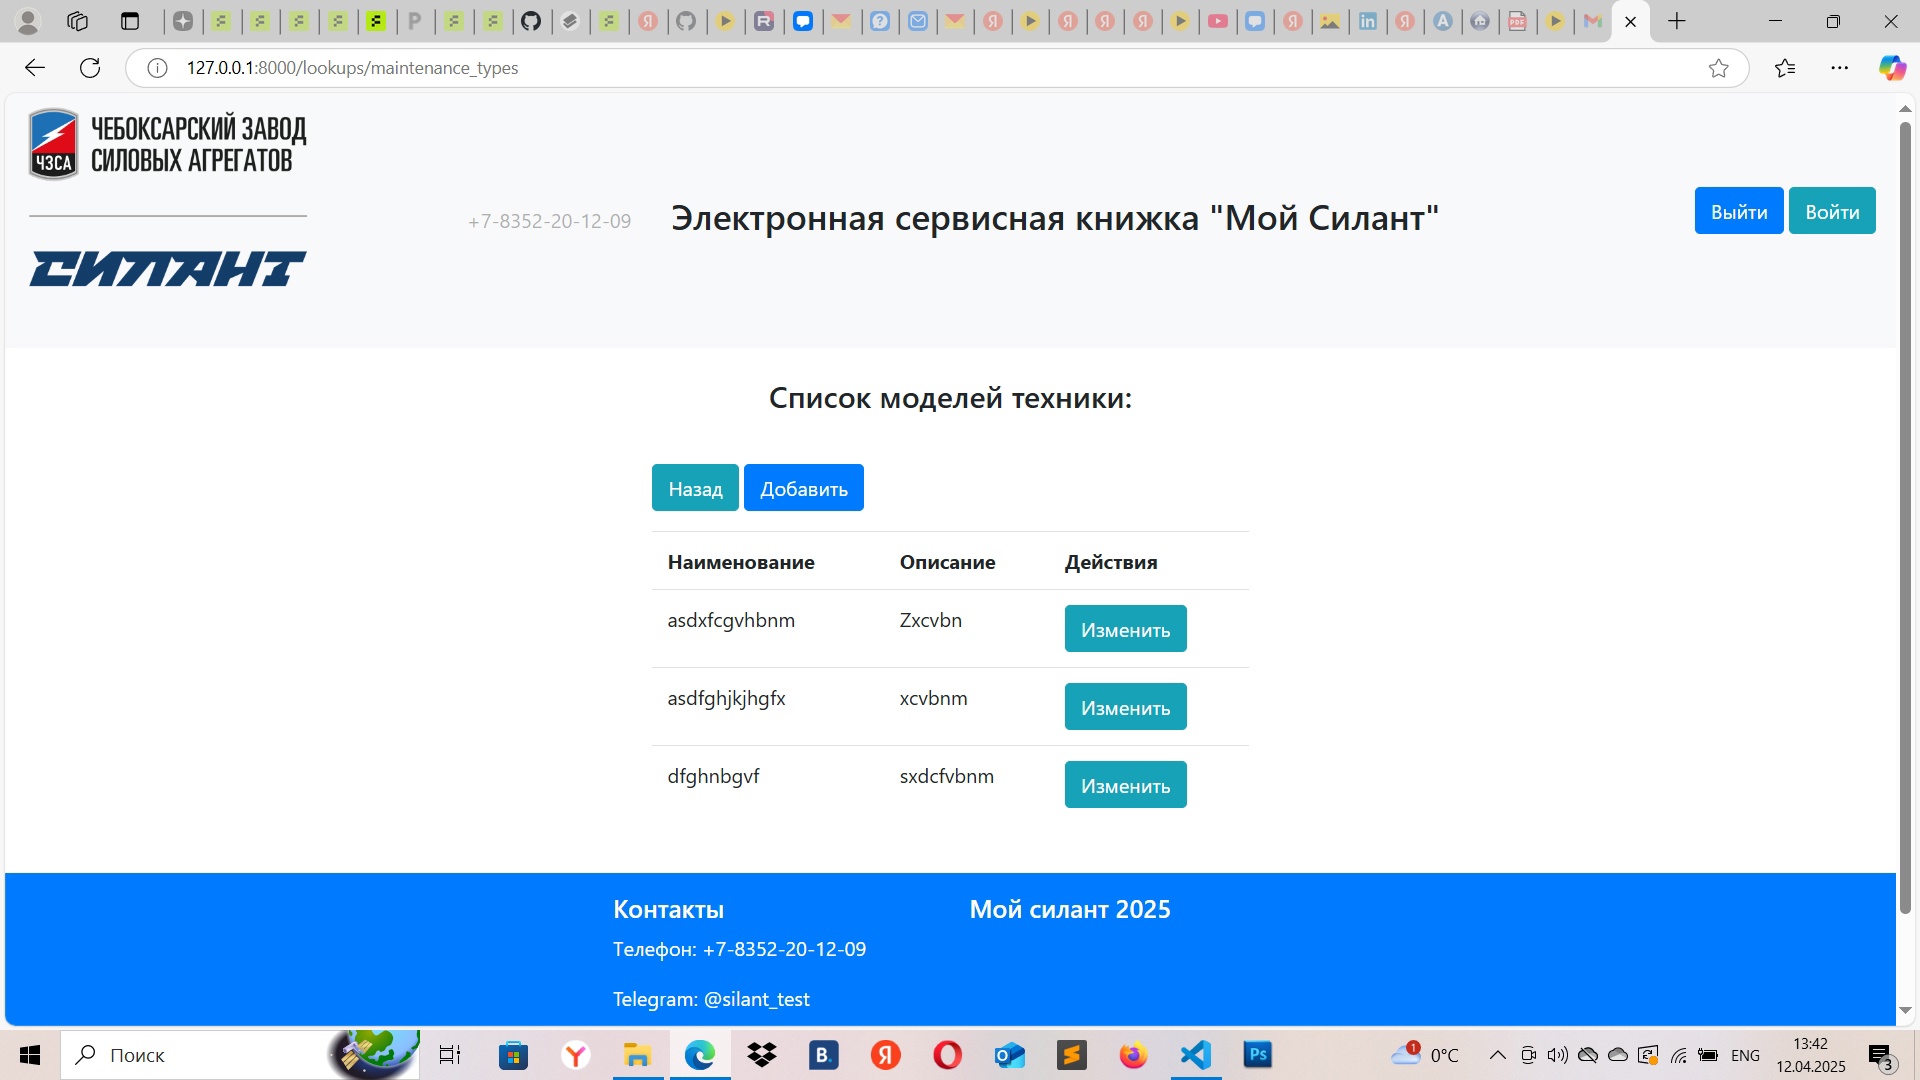 127.0.0.1:8000/lookups/maintenance_types
ЧЕБОКСАРСКИЙ ЗАВОД
СИЛОВЫХ АГРЕГАТОВ
ЧЗСА
СИЛАНТ
+7-8352-20-12-09
Электронная сервисная книжка "Мой Силант"
Выйти
Войти
Список моделей техники:
Назад
Добавить
Наименование Описание Действия
asdxfcgvhbnm Zxcvbn Изменить
asdfghjkjhgfx xcvbnm Изменить
dfghnbgvf sxdcfvbnm Изменить
Контакты
Телефон: +7-8352-20-12-09
Telegram: @silant_test
Мой силант 2025
Поиск
B.
Я
Ps
1
0°C
ENG
13:42
12.04.2025
3